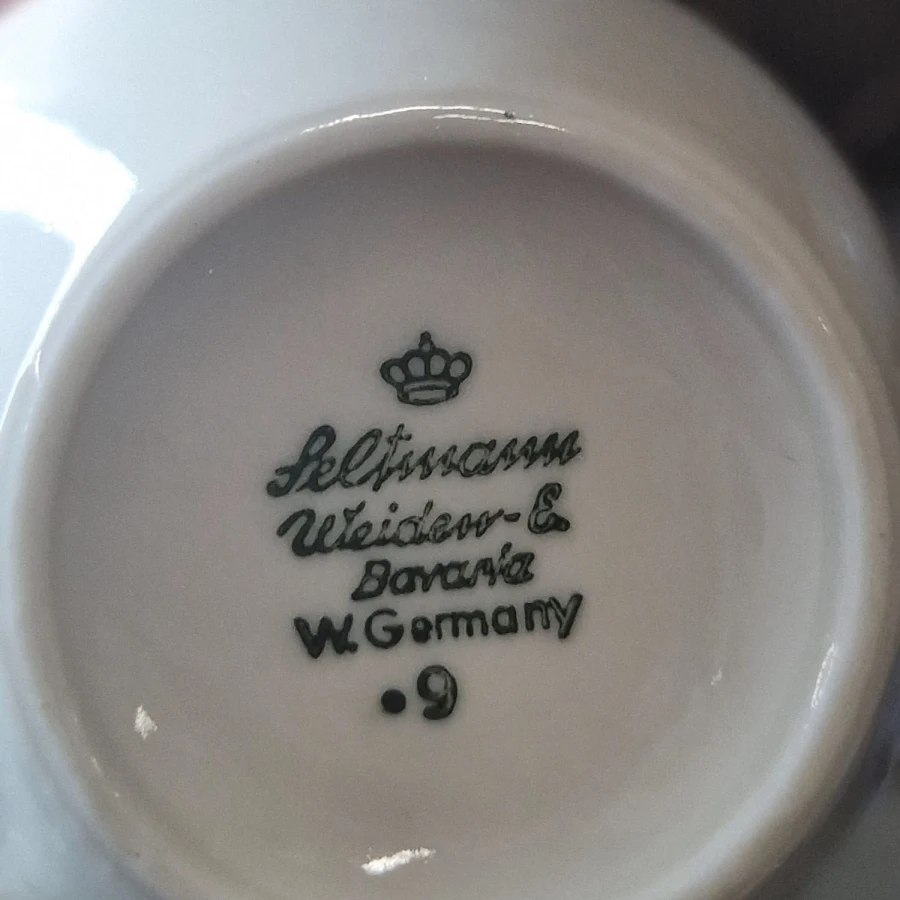 Seltmann
Weiden-E.
Bavaria
W. Germany
•9